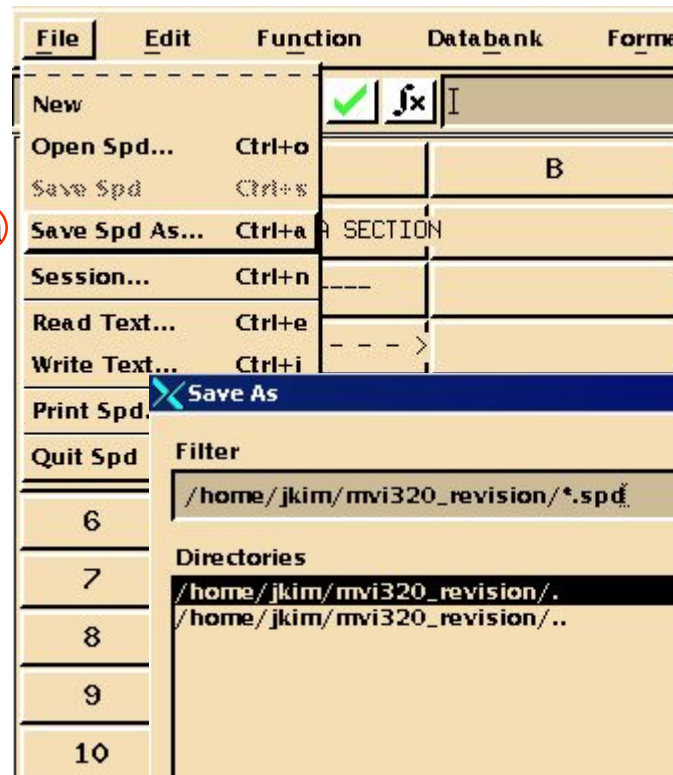 File Edit Function Databank
New
Open Spd... Ctrl+o
Save Spd Ctrl+s
Save Spd As... Ctrl+a
Session... Ctrl+n
Read Text... Ctrl+e
Write Text... Ctrl+i
Print Spd.
Quit Spd
fx
B
A SECTION
---- 
- - - >
Save As
Filter
/home/jkim/mvi320_revision/*.spd
Directories
/home/jkim/mvi320_revision/.
/home/jkim/mvi320_revision/..
6
7
8
9
10